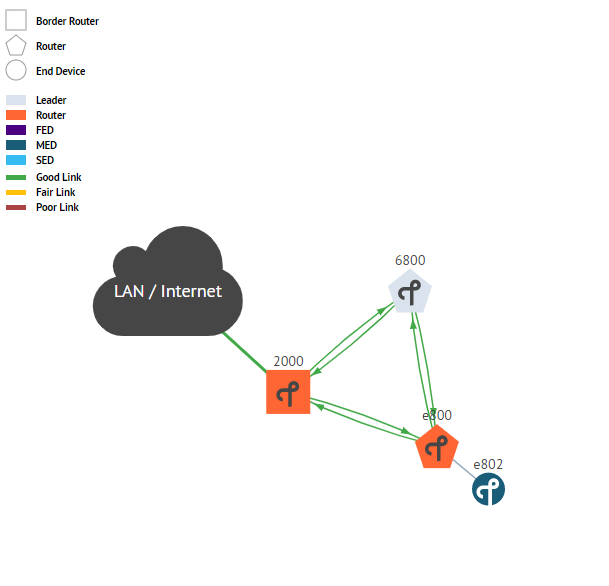 Border Router
Router
End Device
Leader
Router
FED
MED
SED
Good Link
Fair Link
Poor Link
6800
LAN / Internet
2000
e800
e802